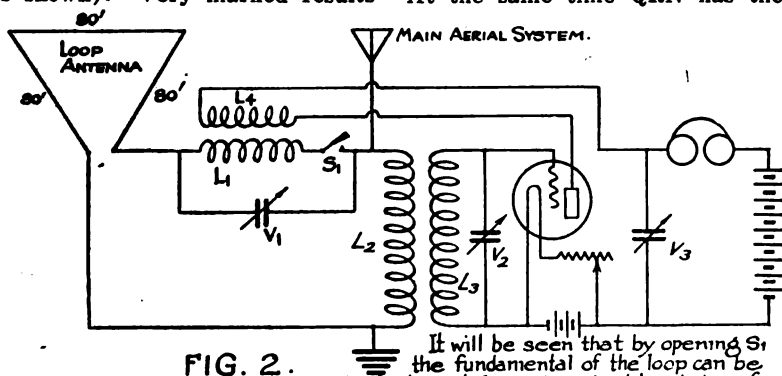 shown). Very marked results At the same time QRN has the
80'
LOOP
ANTENNA
80'
80'
MAIN AERIAL SYSTEM.
L4
L1
S1
V1
L2
L3
V2
V3
It will be seen that by opening S1
FIG. 2.
the fundamental of the loop can be